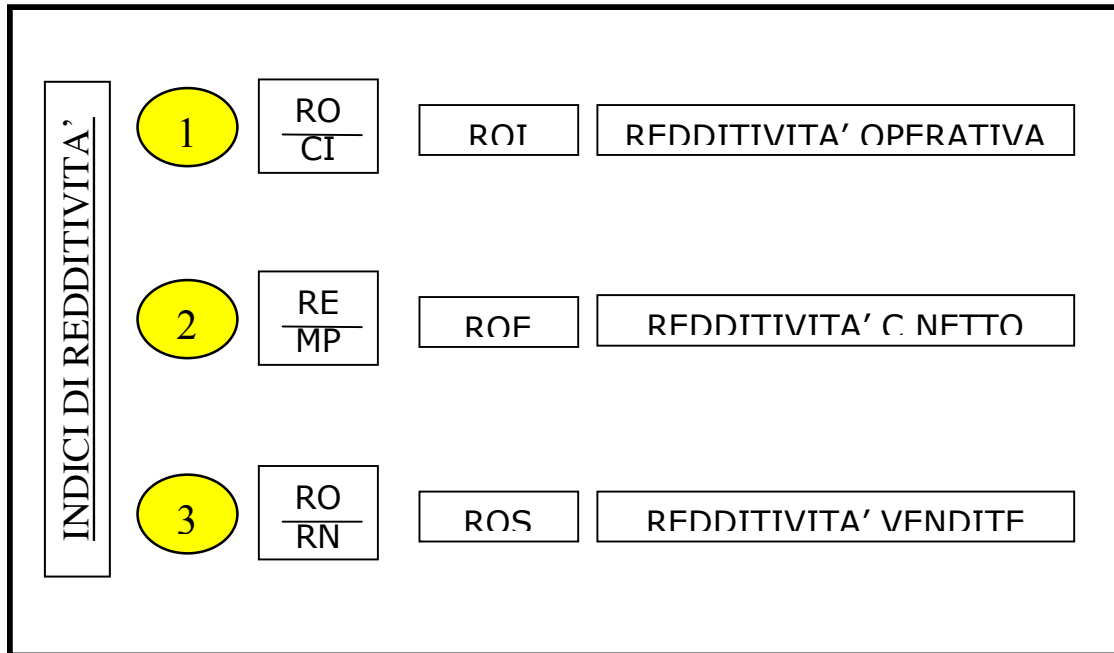 INDICI DI REDDITIVITA'
1
RO
CI
ROI
REDDITIVITA' OPERATIVA
2
RE
MP
ROE
REDDITIVITA' C NETTO
3
RO
RN
ROS
REDDITIVITA' VENDITE